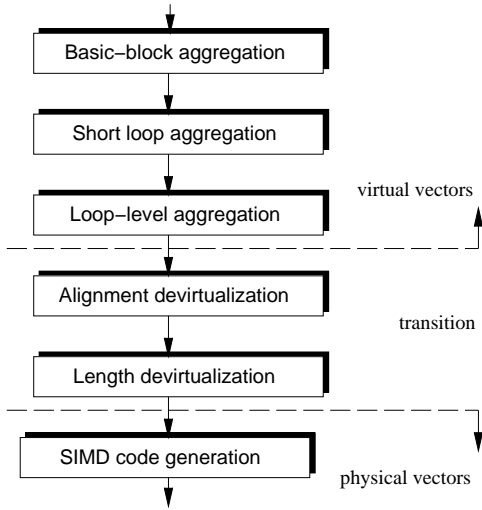 Basic−block aggregation
Short loop aggregation
virtual vectors
Loop−level aggregation
Alignment devirtualization
transition
Length devirtualization
SIMD code generation
physical vectors